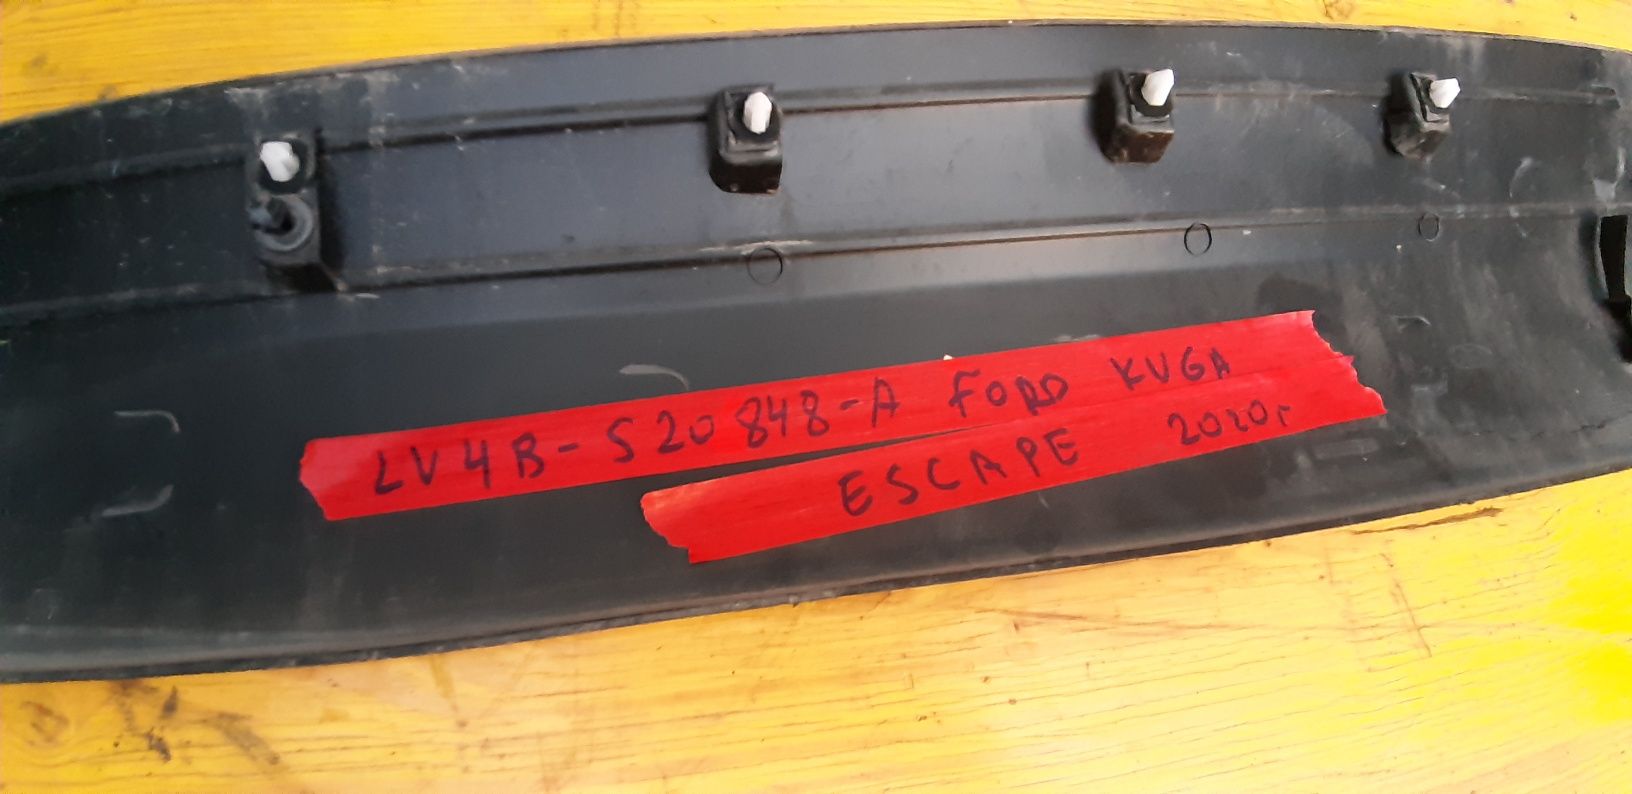 LV4B-S20848-A FORD KUGA
ESCAPE 2020г